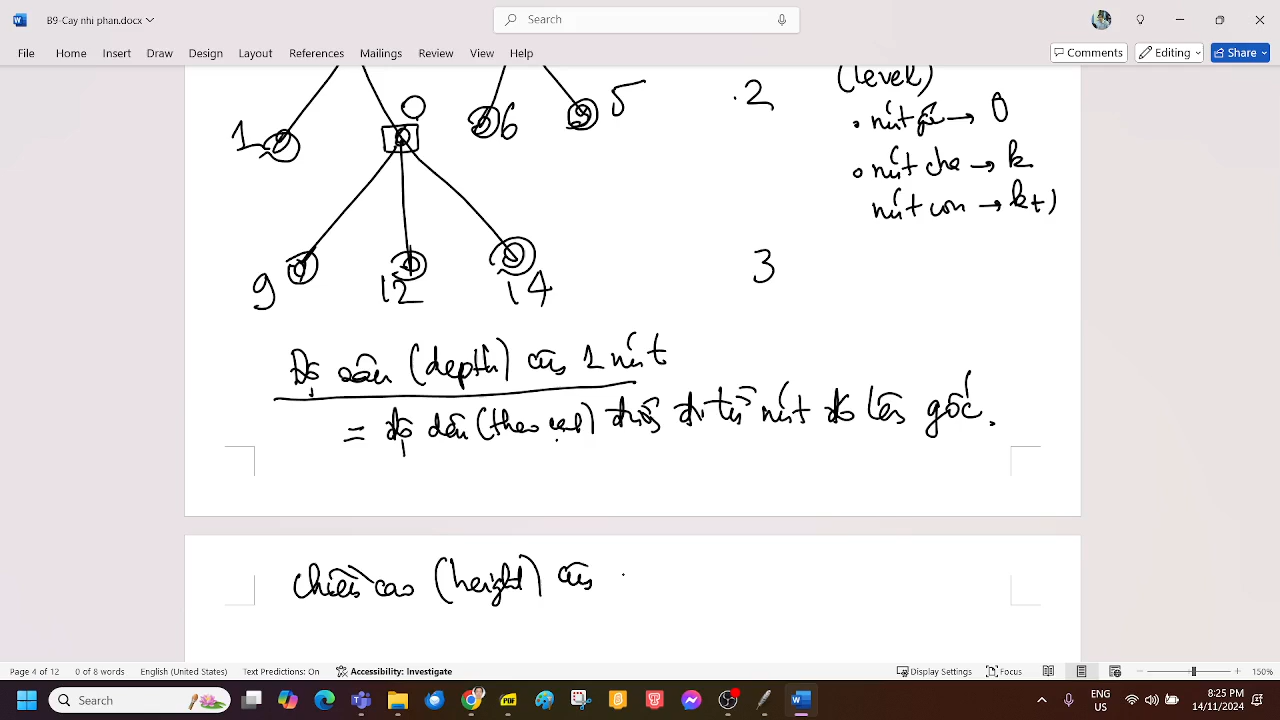 B9-Cay nhi phan.docx
Search
File Home Insert Draw Design Layout References Mailings Review View Help
Comments Editing Share
(level)
2
• nút gốc → 0
1 0 6 5
• nút cha → k
nút con → k+1
3
9 12 14
Độ sâu (depth) của 1 nút
= độ dài (theo cạnh) đường đi từ nút đó lên gốc.
chiều cao (height) của
Page 4 of 12 0 of 8 words English (United States) Text Predictions: On Accessibility: Investigate Display Settings Focus 150%
Search ENG US 8:25 PM 14/11/2024